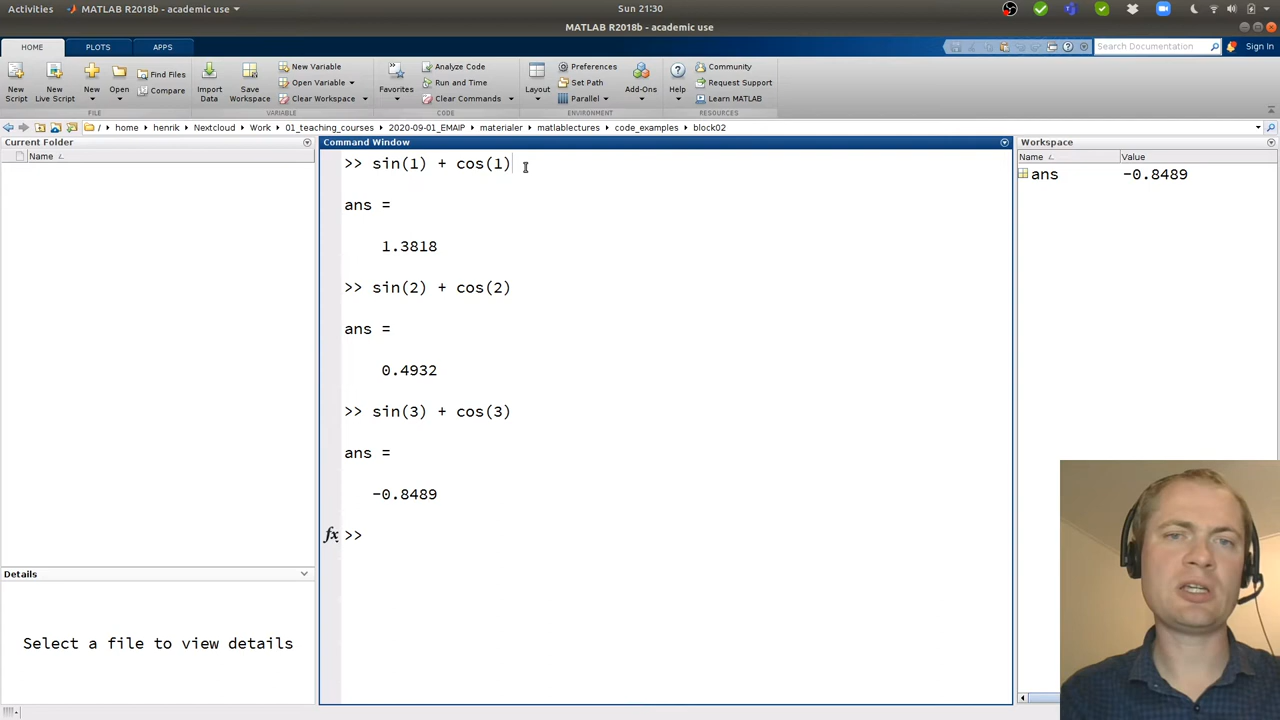 Activities MATLAB R2018b - academic use Sun 21:30
MATLAB R2018b - academic use
HOME PLOTS APPS Search Documentation Sign In
New Script
New Live Script
New
Open
Find Files
Compare
FILE
Import Data
Save Workspace
New Variable
Open Variable
Clear Workspace
VARIABLE
Favorites
Analyze Code
Run and Time
Clear Commands
CODE
Layout
Preferences
Set Path
Parallel
Add-Ons
ENVIRONMENT
Help
Community
Request Support
Learn MATLAB
RESOURCES
/ home henrik Nextcloud Work 01_teaching_courses 2020-09-01_EMAIP materialer matlablectures code_examples block02
Current Folder
Name
Details
Select a file to view details
Command Window
>> sin(1) + cos(1)
ans =
1.3818
>> sin(2) + cos(2)
ans =
0.4932
>> sin(3) + cos(3)
ans =
-0.8489
fx >>
Workspace
Name Value
ans -0.8489